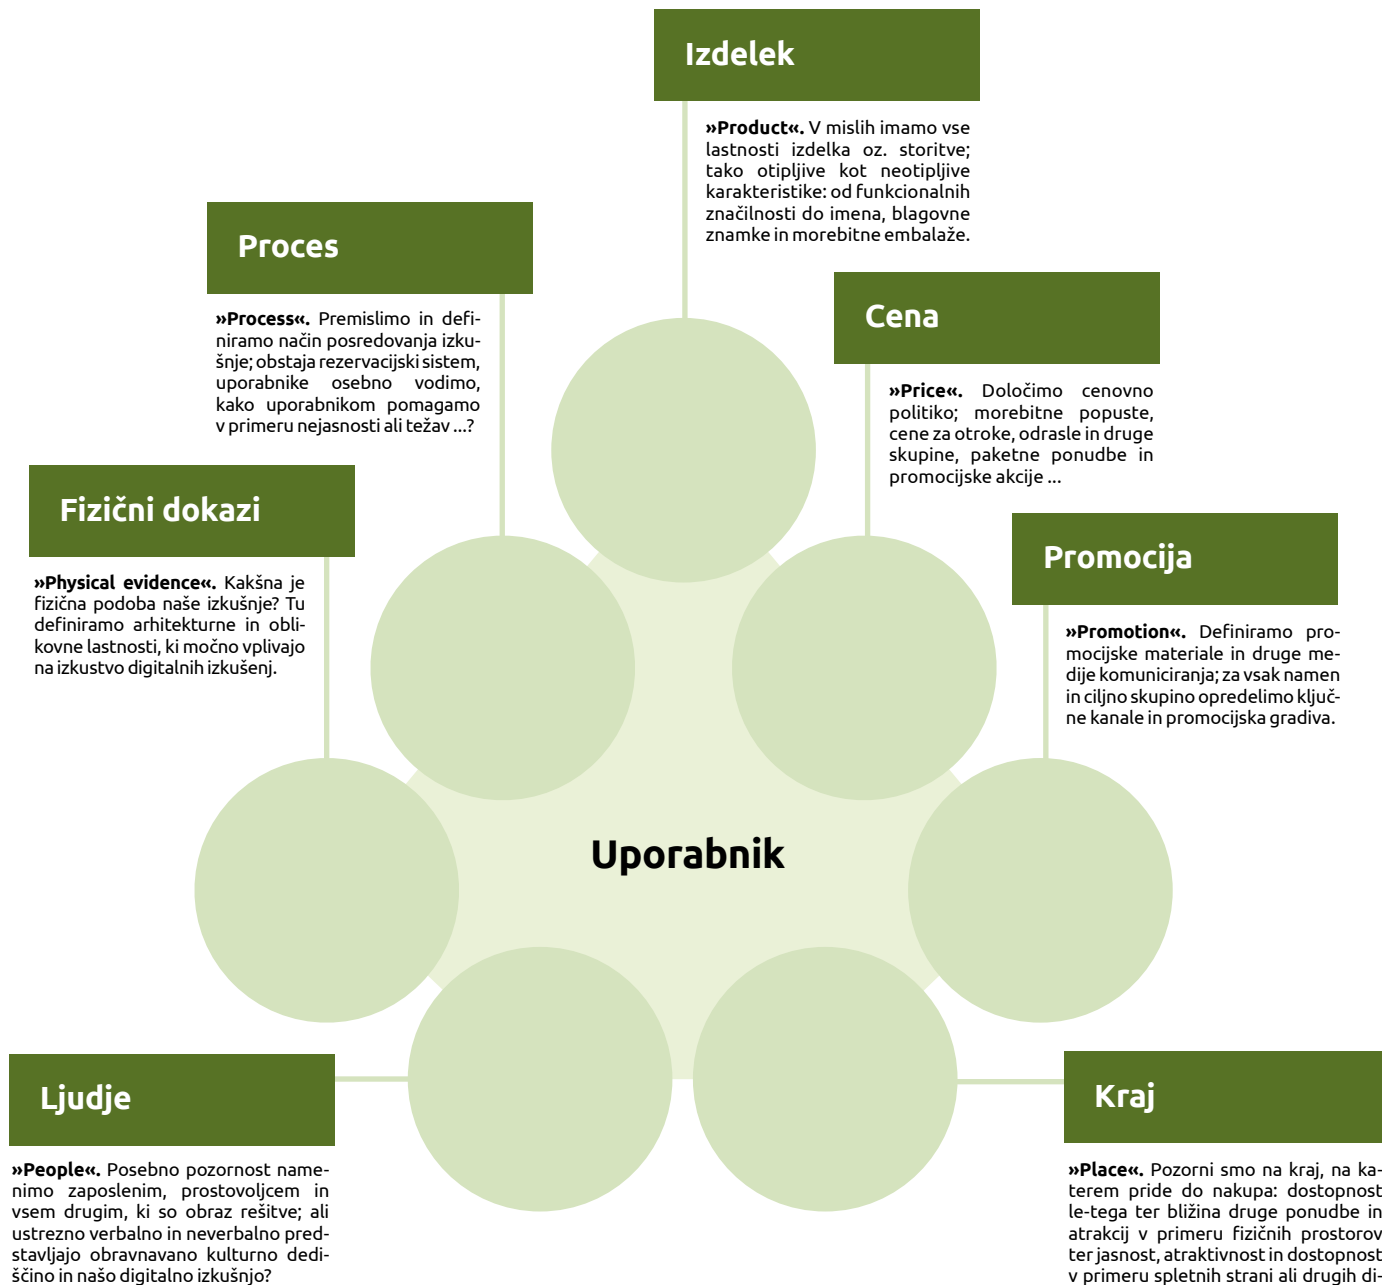 Izdelek
»Product«. V mislih imamo vse
lastnosti izdelka oz. storitve;
tako otipljive kot neotipljive
karakteristike: od funkcionalnih
značilnosti do imena, blagovne
znamke in morebitne embalaže.
Proces
»Process«. Premislimo in defi-
niramo način posredovanja izku-
šnje; obstaja rezervacijski sistem,
uporabnike osebno vodimo,
kako uporabnikom pomagamo
v primeru nejasnosti ali težav ...?
Cena
»Price«. Določimo cenovno
politiko; morebitne popuste,
cene za otroke, odrasle in druge
skupine, paketne ponudbe in
promocijske akcije ...
Fizični dokazi
»Physical evidence«. Kakšna je
fizična podoba naše izkušnje? Tu
definiramo arhitekturne in obli-
kovne lastnosti, ki močno vplivajo
na izkustvo digitalnih izkušenj.
Promocija
»Promotion«. Definiramo pro-
mocijske materiale in druge me-
dije komuniciranja; za vsak namen
in ciljno skupino opredelimo ključ-
ne kanale in promocijska gradiva.
Uporabnik
Ljudje
»People«. Posebno pozornost name-
nimo zaposlenim, prostovoljcem in
vsem drugim, ki so obraz rešitve; ali
ustrezno verbalno in neverbalno pred-
stavljajo obravnavano kulturno dedi-
ščino in našo digitalno izkušnjo?
Kraj
»Place«. Pozorni smo na kraj, na ka-
terem pride do nakupa: dostopnost
le-tega ter bližina druge ponudbe in
atrakcij v primeru fizičnih prostorov
ter jasnost, atraktivnost in dostopnost
v primeru spletnih strani ali drugih di-